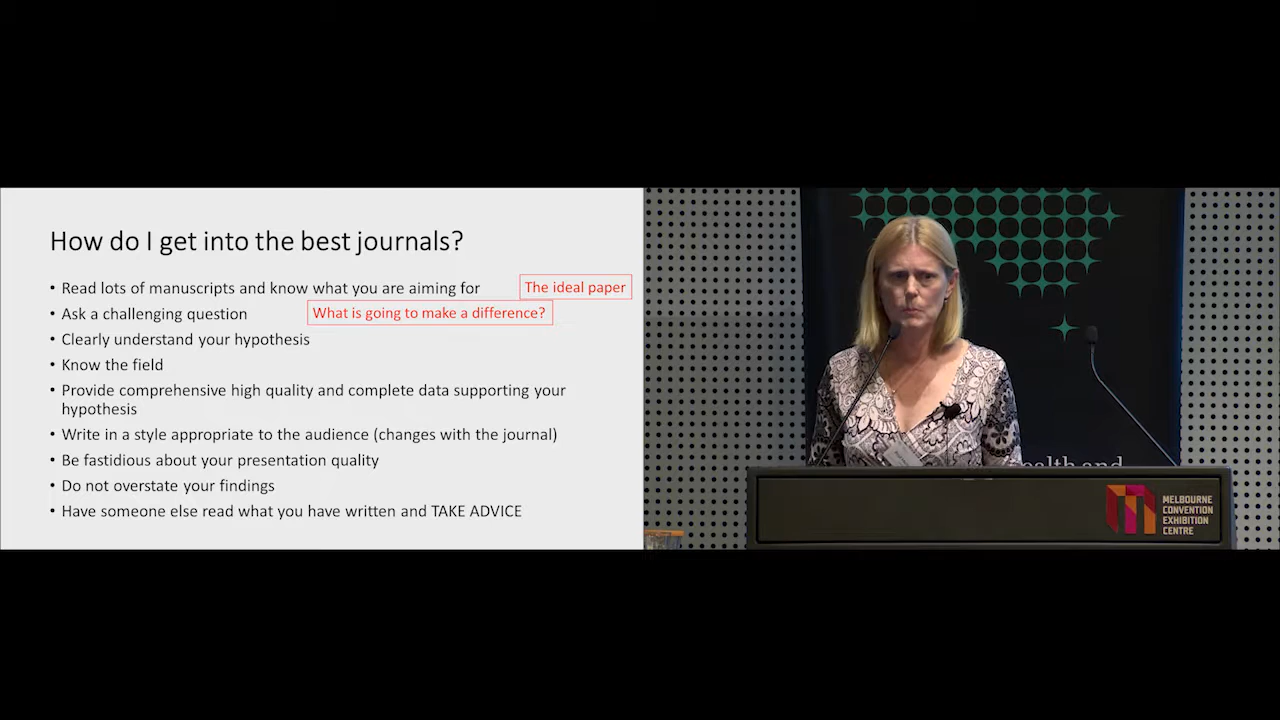 How do I get into the best journals?
• Read lots of manuscripts and know what you are aiming for
The ideal paper
• Ask a challenging question
What is going to make a difference?
• Clearly understand your hypothesis
• Know the field
• Provide comprehensive high quality and complete data supporting your
hypothesis
• Write in a style appropriate to the audience (changes with the journal)
• Be fastidious about your presentation quality
• Do not overstate your findings
• Have someone else read what you have written and TAKE ADVICE
and
MELBOURNE
CONVENTION
EXHIBITION
CENTRE